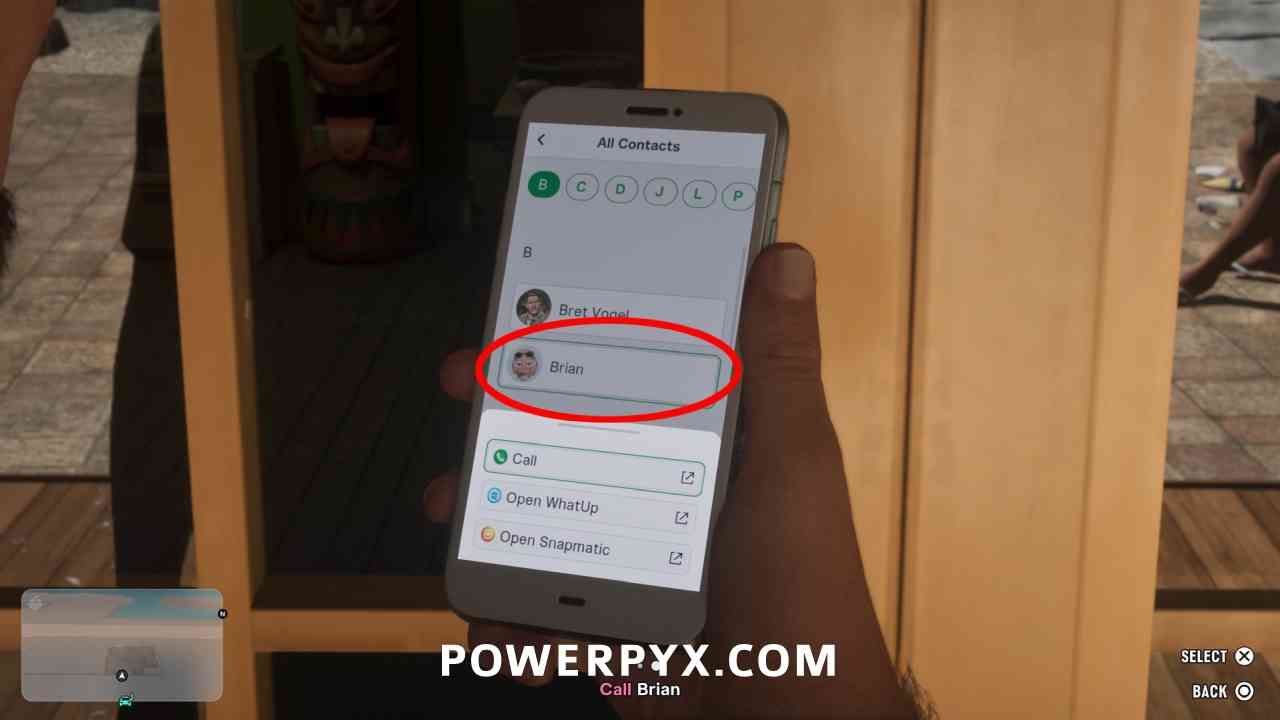 All Contacts
B C D J L P
B
Bret Vogel
Brian
Call
Open WhatUp
Open Snapmatic
N
A
POWERPYX.COM
Call Brian
SELECT
BACK